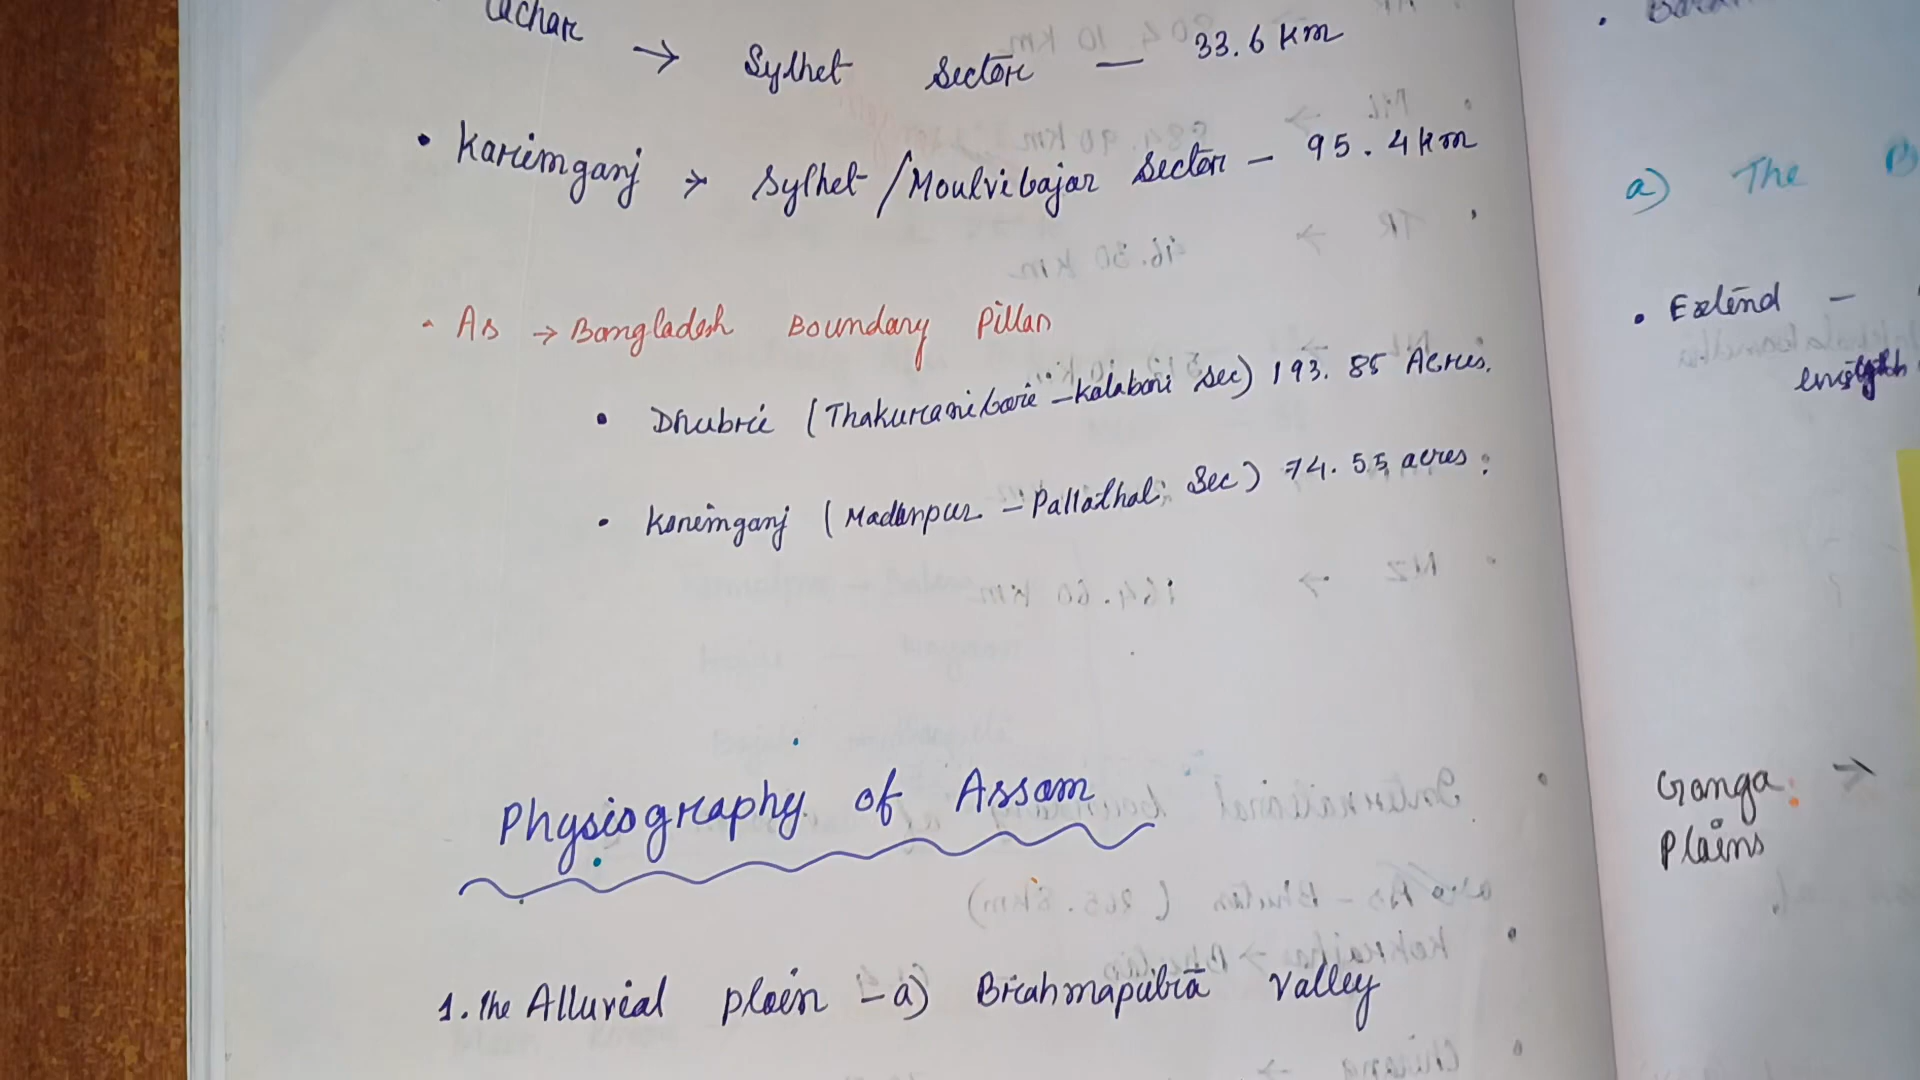 Cachar → Sylhet Sector — 33.6 km
• Karimganj → Sylhet/Moulvibajar Sector — 95.4 km
• As → Bangladesh Boundary Pillar
• Dhubri (Thakuranibari - Kalabari Sec) 193.85 Acres.
• Karimganj (Madanpur - Pallathal Sec) 74.55 acres.
Physiography of Assam
1. the Alluvial plain - a) Brahmaputra valley
a) The B
• Extend -
Ganga : →
Plains